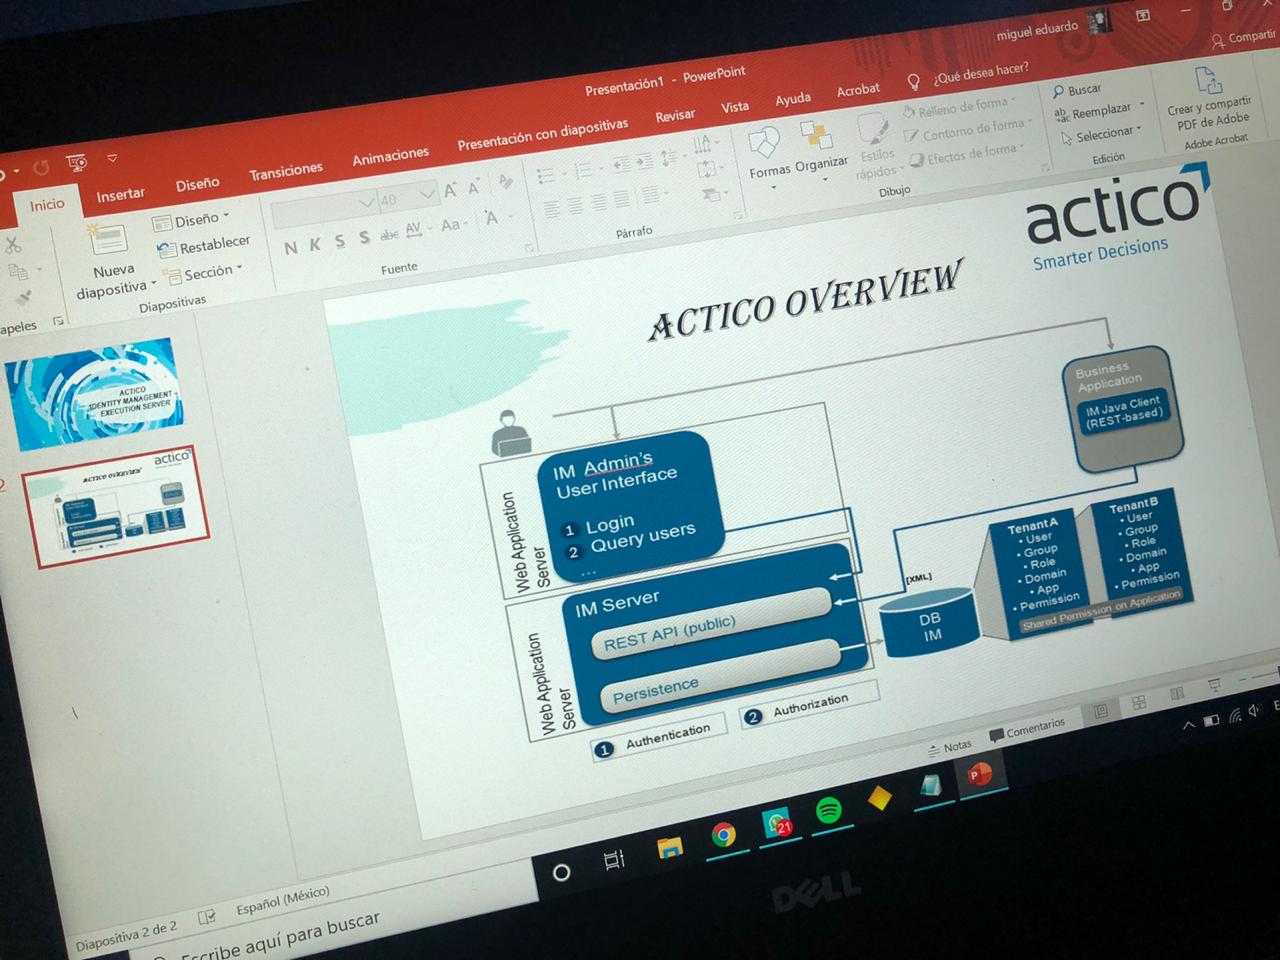 miguel eduardo
Presentación1 - PowerPoint
Compartir
Inicio
Insertar
Diseño
Transiciones
Animaciones
Presentación con diapositivas
Revisar
Vista
Ayuda
Acrobat
¿Qué desea hacer?
Nueva
diapositiva
Diseño
Restablecer
Sección
Diapositivas
40
N K S S abc AV Aa A
Fuente
Párrafo
Formas
Organizar
Estilos
rápidos
Relleno de forma
Contorno de forma
Efectos de forma
Dibujo
Buscar
Reemplazar
Seleccionar
Edición
Crear y compartir
PDF de Adobe
Adobe Acrobat
apeles
ACTICO
IDENTITY MANAGEMENT -
EXECUTION SERVER
2
actico
ACTICO OVERVIEW
actico
Smarter Decisions
ACTICO OVERVIEW
Business
Application
IM Java Client
(REST-based)
Web Application
Server
IM Admin's
User Interface
1 Login
2 Query users
...
Web Application
Server
IM Server
REST API (public)
Persistence
[XML]
DB
IM
Tenant A
• User
• Group
• Role
• Domain
• App
• Permission
Tenant B
• User
• Group
• Role
• Domain
• App
• Permission
Shared Permission on Application
1 Authentication
2 Authorization
Diapositiva 2 de 2
Español (México)
Notas
Comentarios
Escribe aquí para buscar
21
P
E
DELL